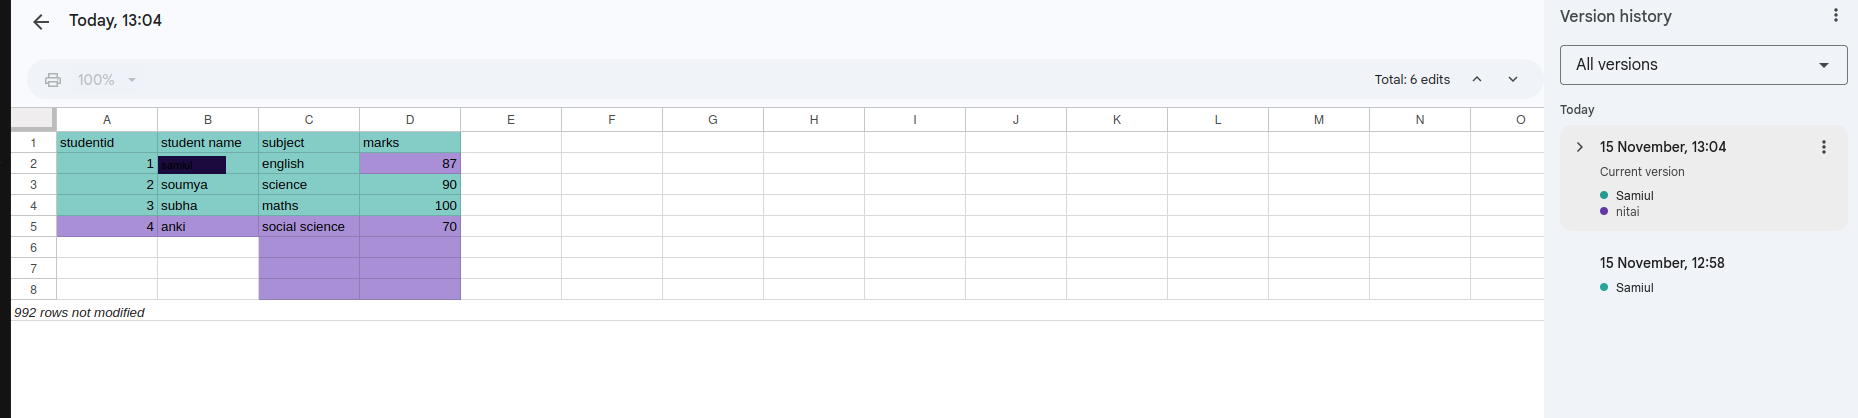 Today, 13:04
Version history
All versions
100%
Total: 6 edits
Today
A B C D E F G H I J K L M N O
1 studentid student name subject marks
2 1 samiul english 87
3 2 soumya science 90
4 3 subha maths 100
5 4 anki social science 70
6
7
8
992 rows not modified
15 November, 13:04
Current version
Samiul
nitai
15 November, 12:58
Samiul